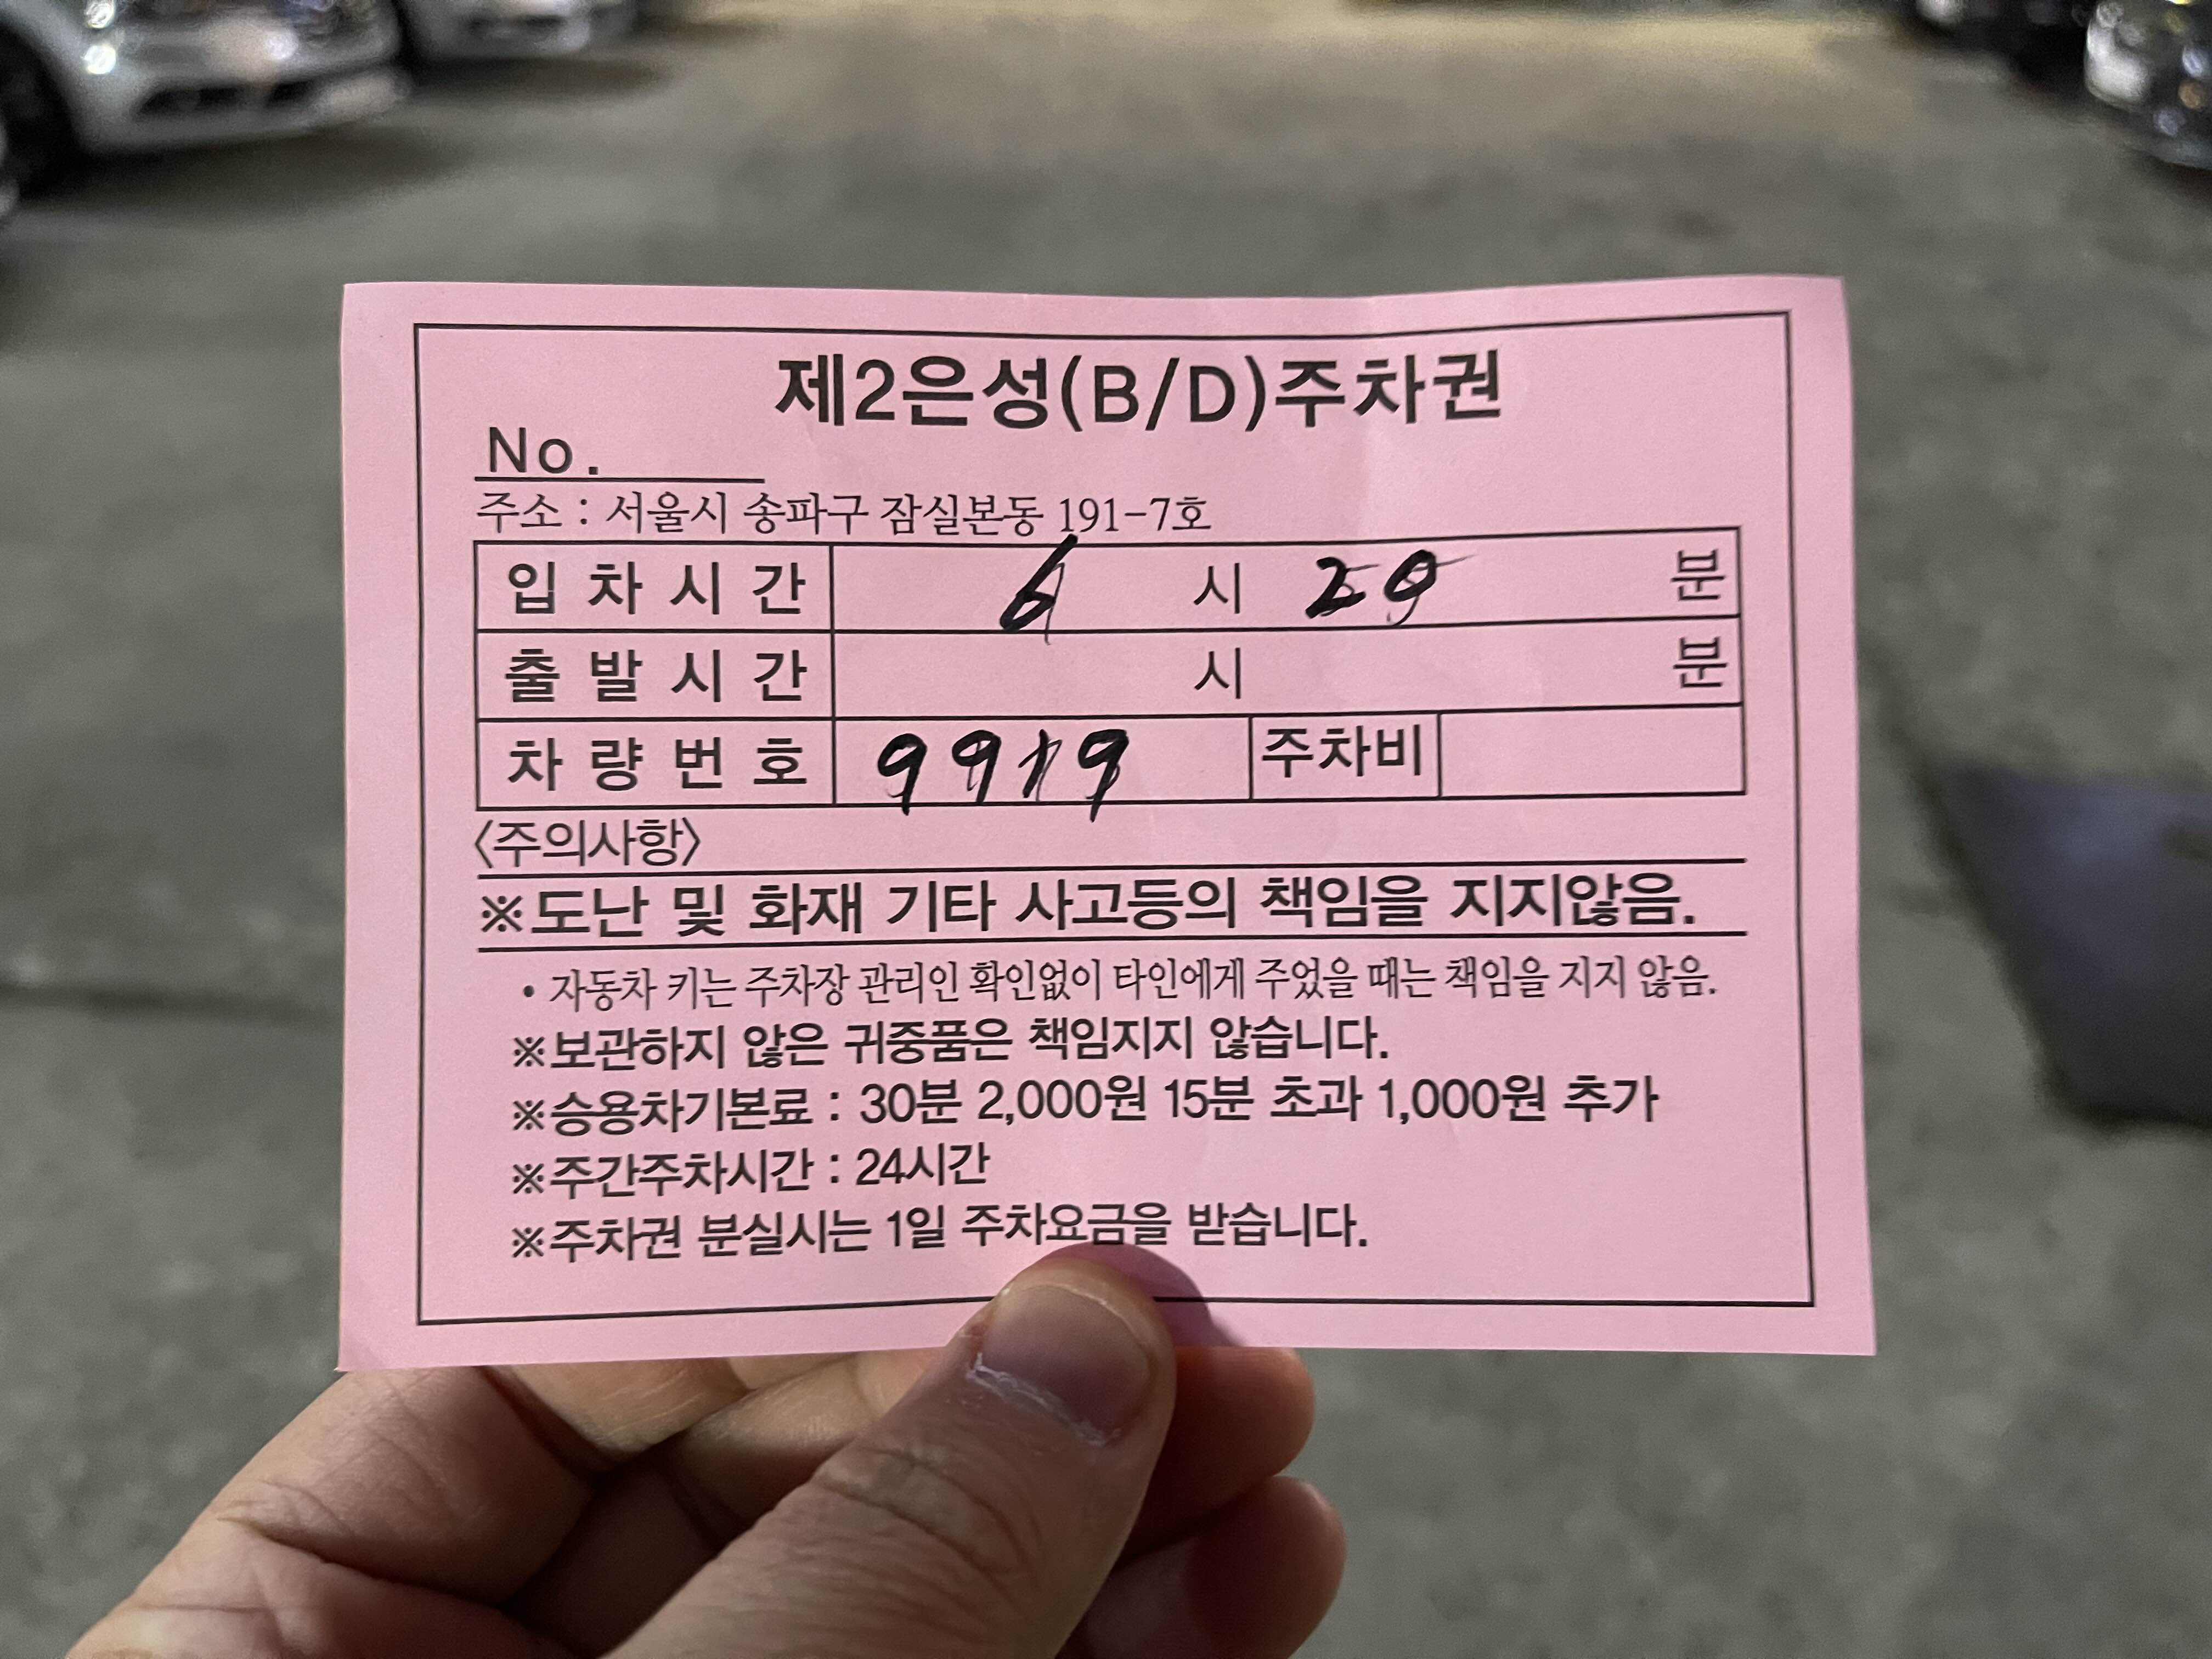 제2은성(B/D)주차권
No.
주소 : 서울시 송파구 잠실본동 191-7호
입차시간 6 시 20 분
출발시간 시 분
차량번호 9919 주차비
<주의사항>
※도난 및 화재 기타 사고등의 책임을 지지않음.
• 자동차 키는 주차장 관리인 확인없이 타인에게 주었을 때는 책임을 지지 않음.
※보관하지 않은 귀중품은 책임지지 않습니다.
※승용차기본료 : 30분 2,000원 15분 초과 1,000원 추가
※주간주차시간 : 24시간
※주차권 분실시는 1일 주차요금을 받습니다.